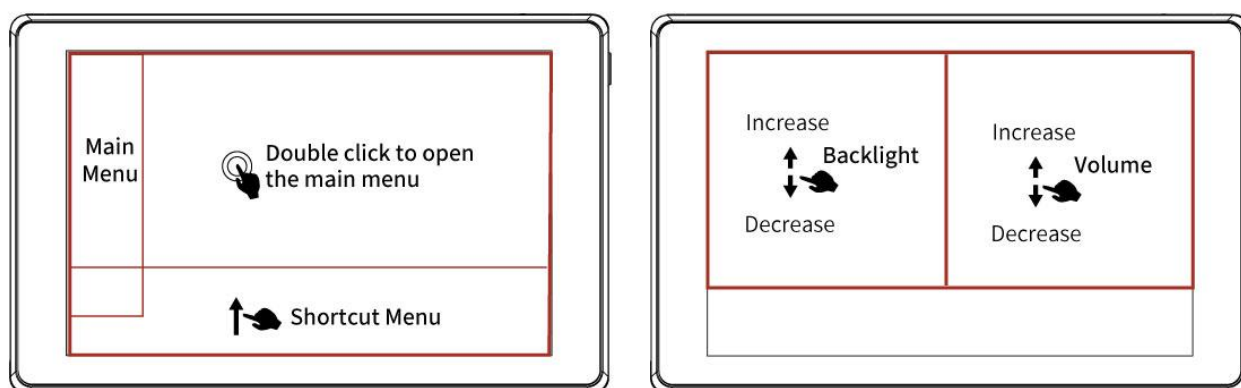 Main
Menu
Double click to open
the main menu
Shortcut Menu
Increase
Backlight
Decrease
Increase
Volume
Decrease